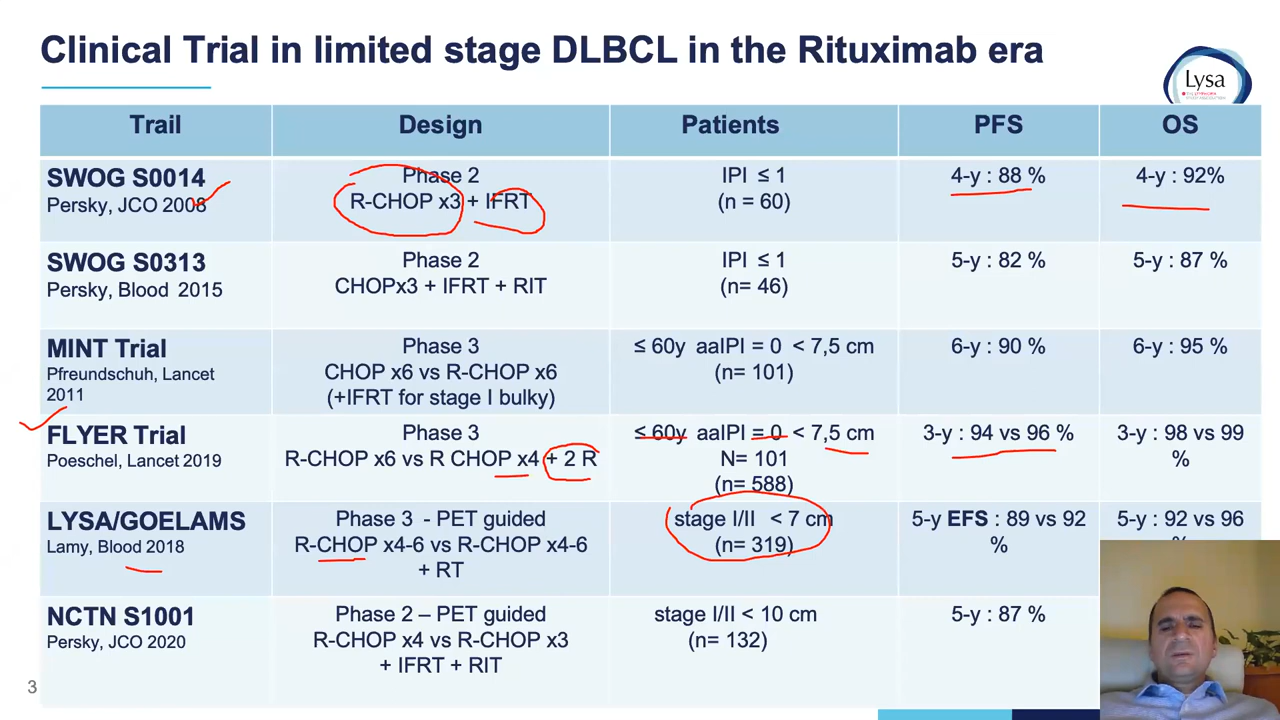 Clinical Trial in limited stage DLBCL in the Rituximab era
Lysa
Trail Design Patients PFS OS
SWOG S0014
Persky, JCO 2008
Phase 2
R-CHOP x3 + IFRT
IPI ≤ 1
(n = 60)
4-y : 88 %
4-y : 92%
SWOG S0313
Persky, Blood 2015
Phase 2
CHOPx3 + IFRT + RIT
IPI ≤ 1
(n= 46)
5-y : 82 %
5-y : 87 %
MINT Trial
Pfreundschuh, Lancet
2011
Phase 3
CHOP x6 vs R-CHOP x6
(+IFRT for stage I bulky)
≤ 60y aaIPI = 0 < 7,5 cm
(n= 101)
6-y : 90 %
6-y : 95 %
FLYER Trial
Poeschel, Lancet 2019
Phase 3
R-CHOP x6 vs R CHOP x4 + 2 R
≤ 60y aaIPI = 0 < 7,5 cm
N= 101
(n= 588)
3-y : 94 vs 96 %
3-y : 98 vs 99
%
LYSA/GOELAMS
Lamy, Blood 2018
Phase 3 - PET guided
R-CHOP x4-6 vs R-CHOP x4-6
+ RT
stage I/II < 7 cm
(n= 319)
5-y EFS : 89 vs 92
%
5-y : 92 vs 96
NCTN S1001
Persky, JCO 2020
Phase 2 – PET guided
R-CHOP x4 vs R-CHOP x3
+ IFRT + RIT
stage I/II < 10 cm
(n= 132)
5-y : 87 %
3